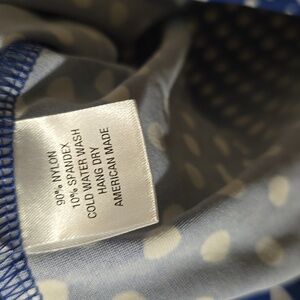 90% NYLON
10% SPANDEX
COLD WATER WASH
HANG DRY
AMERICAN MADE